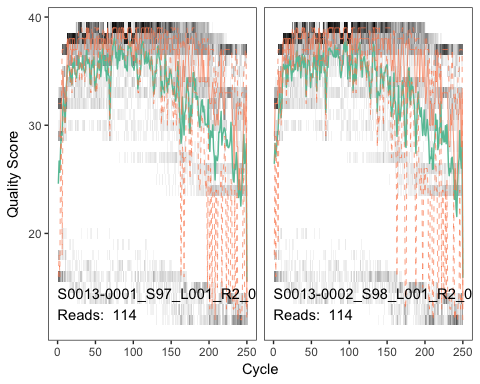 Quality Score
40
30
20
S0013-0001_S97_L001_R2_0
Reads: 114
S0013-0002_S98_L001_R2_0
Reads: 114
0 50 100 150 200 250
0 50 100 150 200 250
Cycle